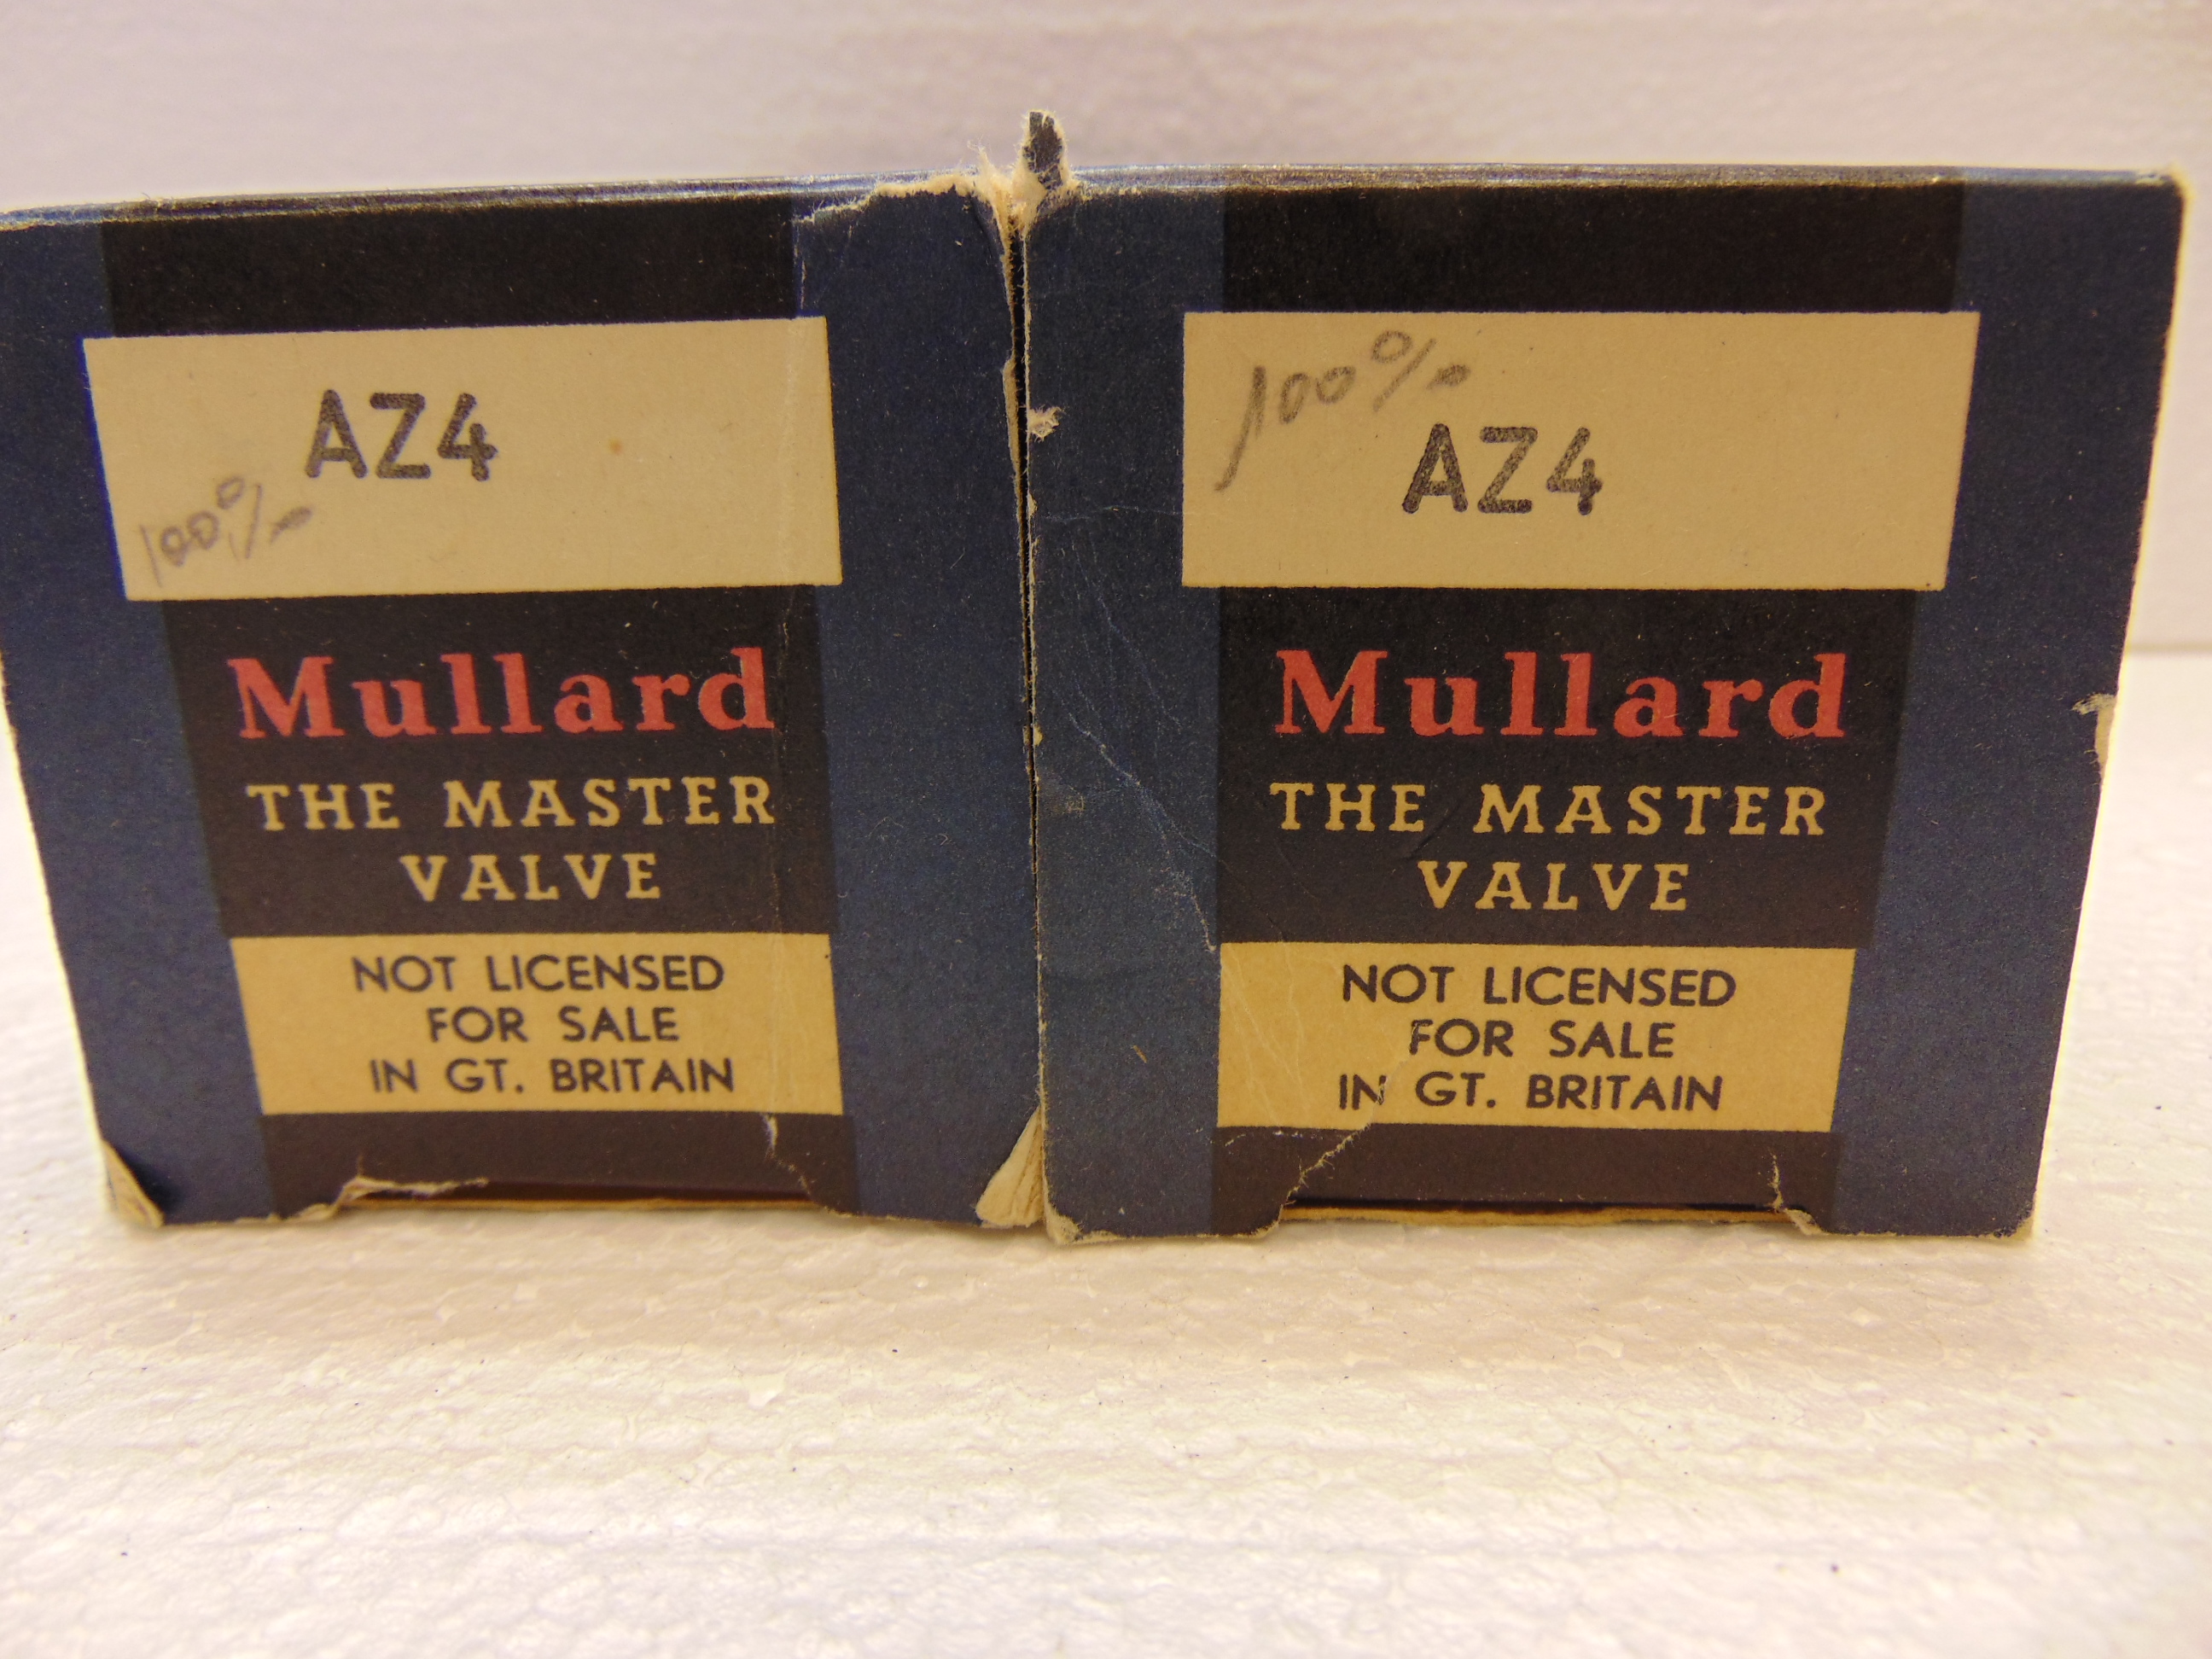 AZ4
100%
Mullard
THE MASTER
VALVE
NOT LICENSED
FOR SALE
IN GT. BRITAIN
100%
AZ4
Mullard
THE MASTER
VALVE
NOT LICENSED
FOR SALE
IN GT. BRITAIN